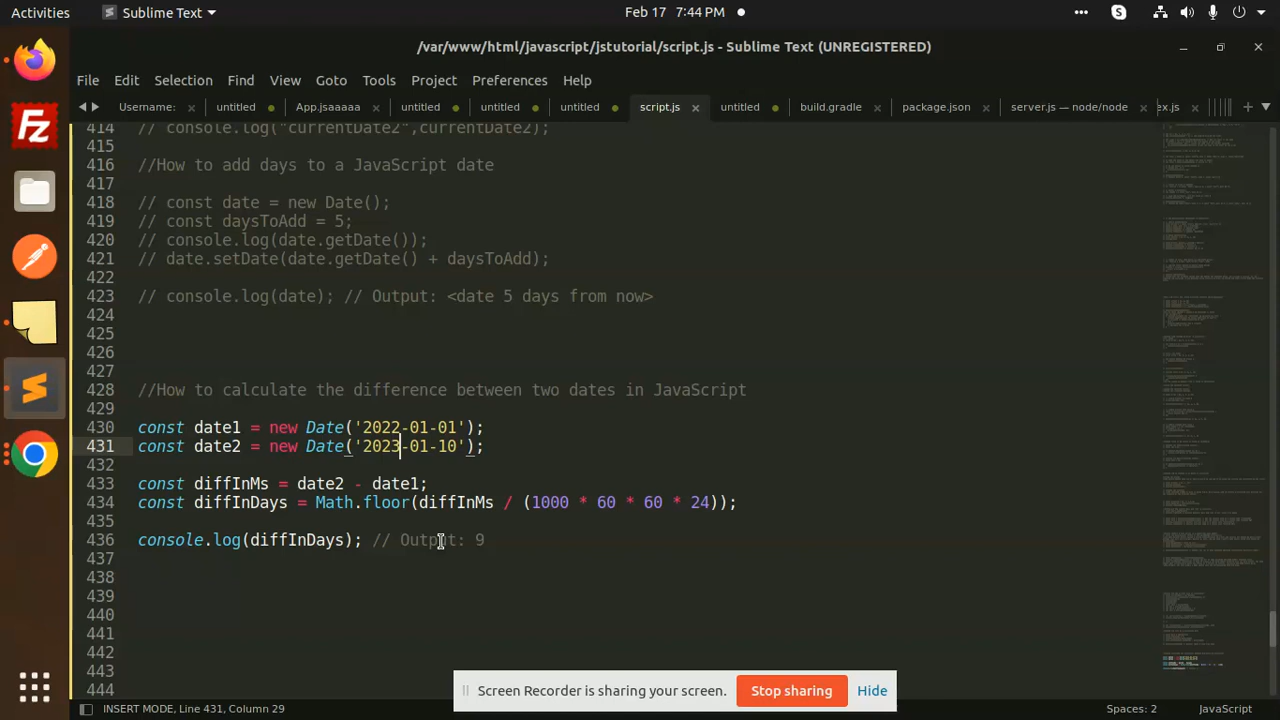 Activities Sublime Text Feb 17 7:44 PM
/var/www/html/javascript/jstutorial/script.js - Sublime Text (UNREGISTERED)
File Edit Selection Find View Goto Tools Project Preferences Help
Username: untitled App.jsaaaaa untitled untitled untitled script.js untitled build.gradle package.json server.js — node/node ex.js
414 // console.log("currentDate2",currentDate2);
415
416 //How to add days to a JavaScript date
417
418 // const date = new Date();
419 // const daysToAdd = 5;
420 // console.log(date.getDate());
421 // date.setDate(date.getDate() + daysToAdd);
422
423 // console.log(date); // Output: <date 5 days from now>
424
425
426
427
428 //How to calculate the difference between two dates in JavaScript
429
430 const date1 = new Date('2022-01-01');
431 const date2 = new Date('2023-01-10');
432
433 const diffInMs = date2 - date1;
434 const diffInDays = Math.floor(diffInMs / (1000 * 60 * 60 * 24));
435
436 console.log(diffInDays); // Output: 9
437
438
439
440
441
442
443
444
Screen Recorder is sharing your screen. Stop sharing Hide
INSERT MODE, Line 431, Column 29 Spaces: 2 JavaScript